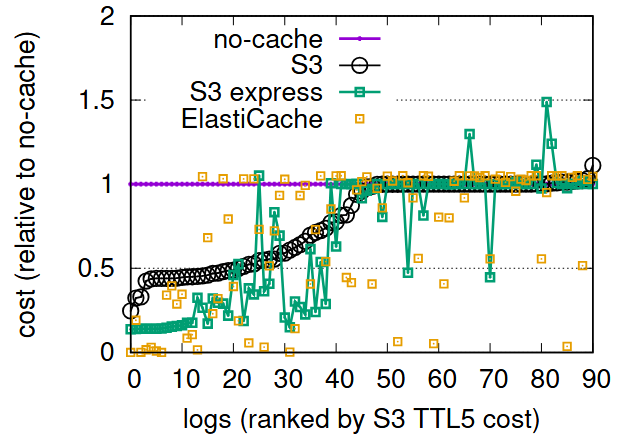 2
no-cache
S3
1.5
S3 express
ElastiCache
1
0.5
0
0 10 20 30 40 50 60 70 80 90
cost (relative to no-cache)
logs (ranked by S3 TTL5 cost)